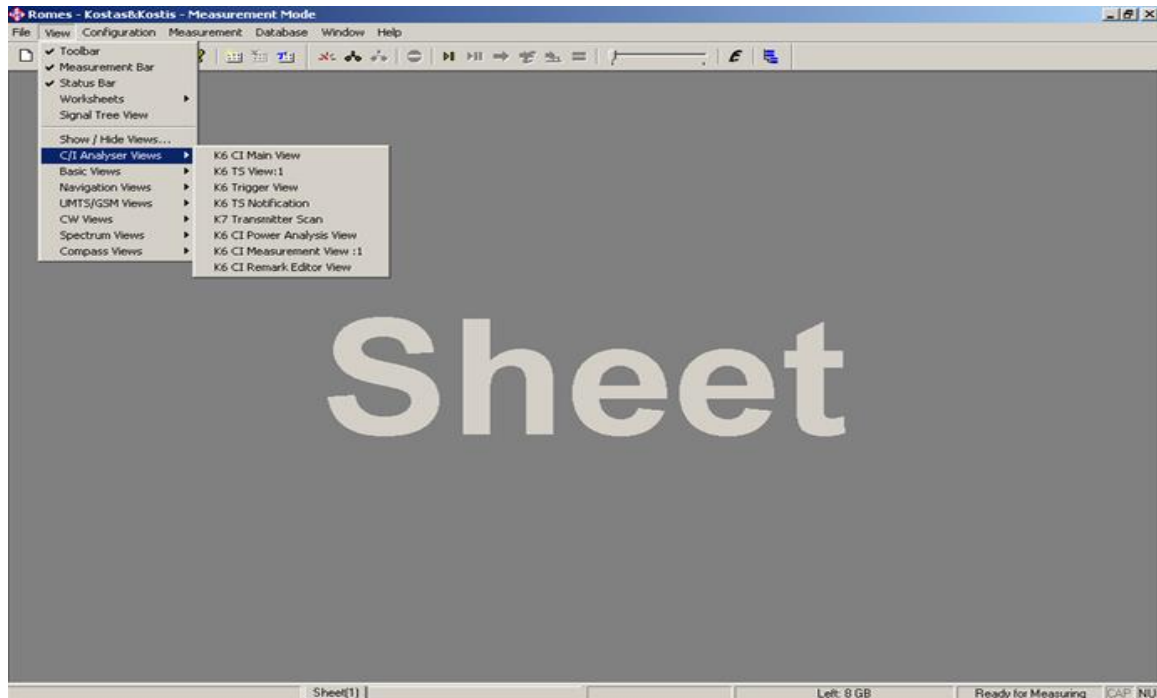 Romes - Kostas&Kostis - Measurement Mode
File View Configuration Measurement Database Window Help
Toolbar
Measurement Bar
Status Bar
Worksheets
Signal Tree View
Show / Hide Views...
C/I Analyser Views
Basic Views
Navigation Views
UMTS/GSM Views
CW Views
Spectrum Views
Compass Views
K6 CI Main View
K6 TS View:1
K6 Trigger View
K6 TS Notification
K7 Transmitter Scan
K6 CI Power Analysis View
K6 CI Measurement View :1
K6 CI Remark Editor View
Sheet
Sheet(1) Left: 8 GB Ready for Measuring CAP NU